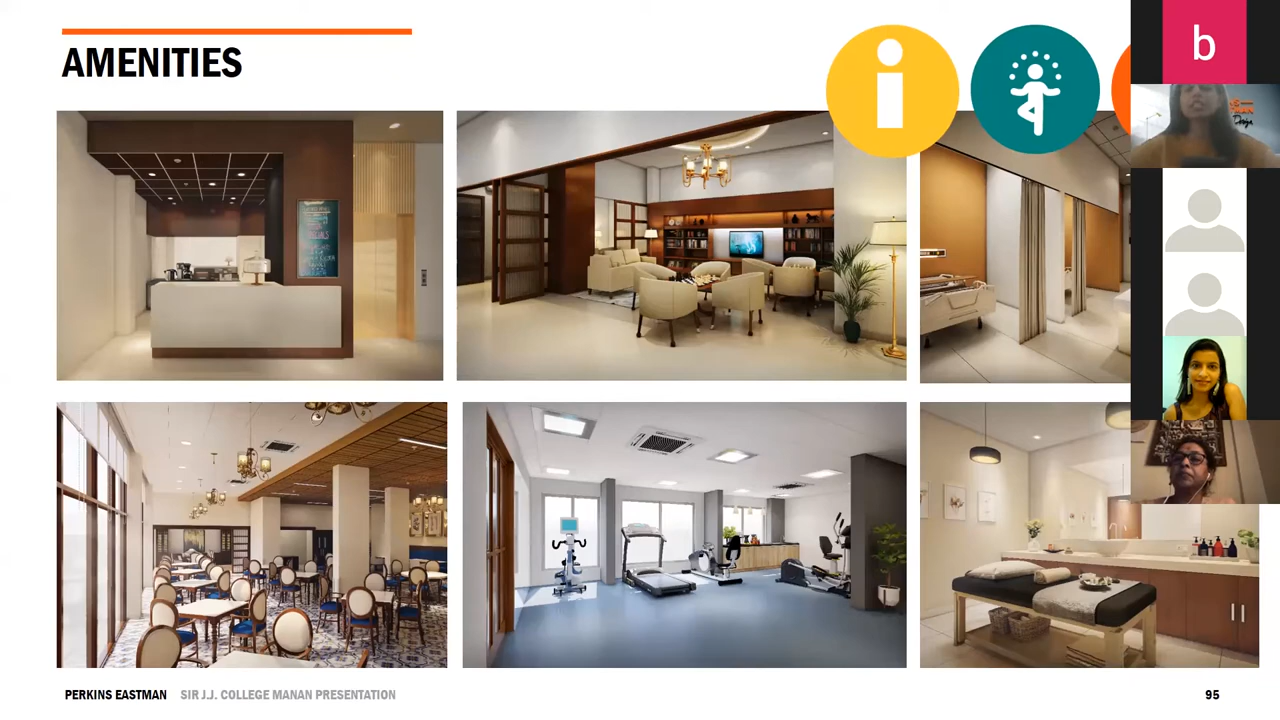 AMENITIES
i
b
PERKINS EASTMAN SIR J.J. COLLEGE MANAN PRESENTATION
95